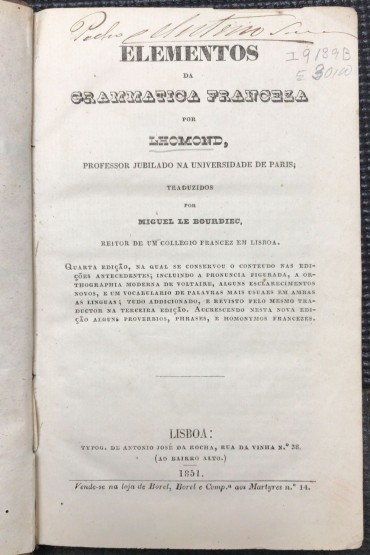 Pedro
I 9139B
ELEMENTOS
DA
GRAMMATICA FRANCEZA
POR
LHOMOND,
PROFESSOR JUBILADO NA UNIVERSIDADE DE PARIS;
TRADUZIDOS
POR
MIGUEL LE BOURDIEC,
REITOR DE UM COLLEGIO FRANCEZ EM LISBOA.
QUARTA EDIÇÃO, NA QUAL SE CONSERVOU O CONTEUDO NAS EDI-
ÇÕES ANTECEDENTES; INCLUINDO A PRONUNCIA FIGURADA, A OR-
THOGRAPHIA MODERNA DE VOLTAIRE, ALGUNS ESCLARECIMENTOS
NOVOS, E UM VOCABULARIO DE PALAVRAS MAIS USUAES EM AMBAS
AS LINGUAS; TUDO ADDICIONADO, E REVISTO PELO MESMO TRA-
DUCTOR NA TERCEIRA EDIÇÃO. ACCRESCENDO NESTA NOVA EDI-
ÇÃO ALGUNS PROVERBIOS, PHRASES, E HOMONYMOS FRANCEZES.
LISBOA:
TYPOG. DE ANTONIO JOSÉ DA ROCHA, RUA DA VINHA N.º 38.
(AO BAIRRO ALTO.)
1851.
Vende-se na loja de Borel, Borel e Comp.ª aos Martyres n.º 14.